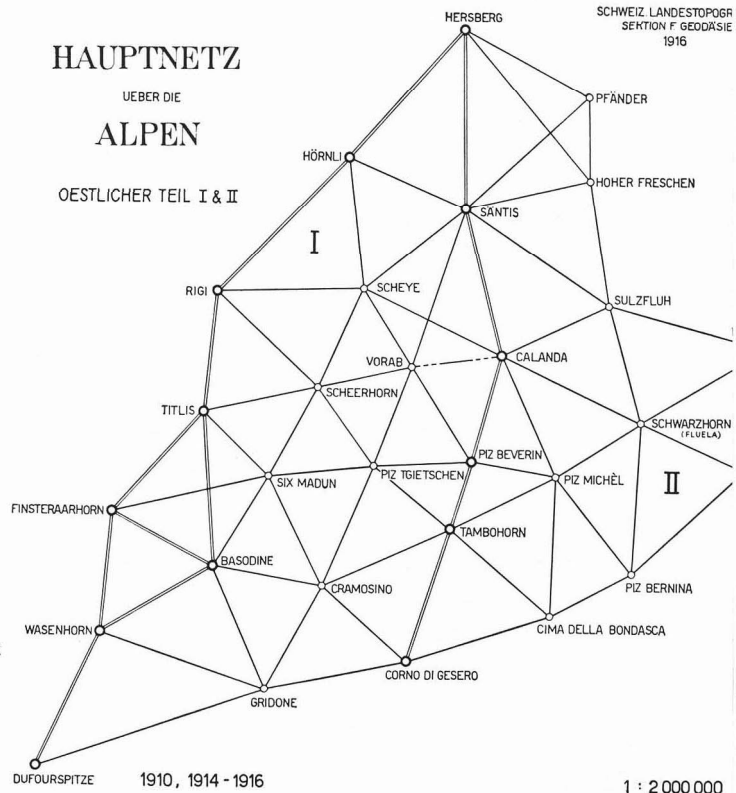 HERSBERG
SCHWEIZ. LANDESTOPOGR
SEKTION F. GEODÄSIE
1916
HAUPTNETZ
UEBER DIE
ALPEN
OESTLICHER TEIL I & II
PFÄNDER
HÖRNLI
HOHER FRESCHEN
SÄNTIS
I
RIGI
SCHEYE
SULZFLUH
VORAB
CALANDA
SCHEERHORN
TITLIS
SCHWARZHORN
(FLUELA)
PIZ BEVERIN
SIX MADUN
PIZ TGIETSCHEN
PIZ MICHÈL
II
FINSTERAARHORN
TAMBOHORN
BASODINE
CRAMOSINO
PIZ BERNINA
WASENHORN
CIMA DELLA BONDASCA
CORNO DI GESERO
GRIDONE
DUFOURSPITZE
1910, 1914 - 1916
1 : 2 000 000